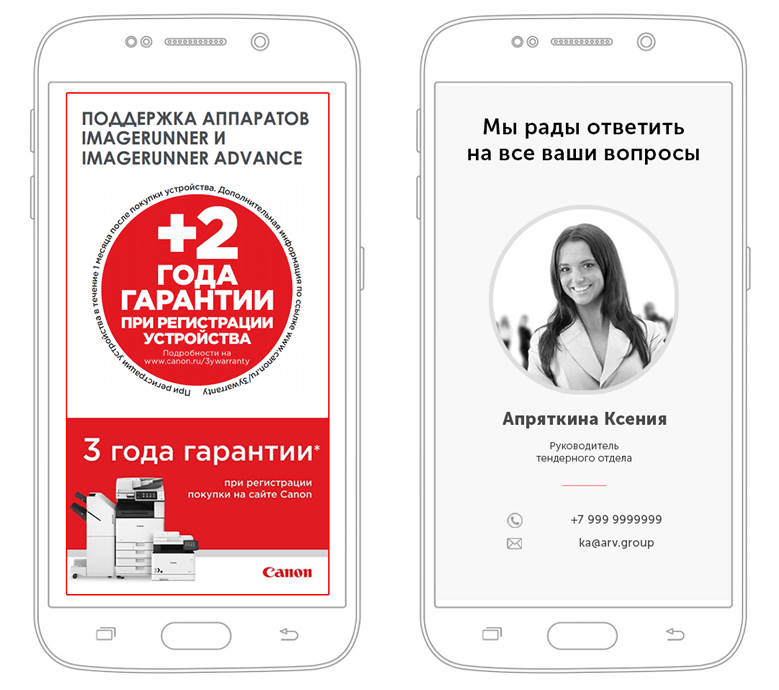 ПОДДЕРЖКА АППАРАТОВ
IMAGERUNNER И
IMAGERUNNER ADVANCE
При регистрации устройства в течение 1 месяца после покупки устройства. Дополнительная информация по ссылке www.canon.ru/3ywarranty
+2
ГОДА
ГАРАНТИИ
ПРИ РЕГИСТРАЦИИ
УСТРОЙСТВА
Подробности на
www.canon.ru/3ywarranty
3 года гарантии*
при регистрации
покупки на сайте Canon
Canon
Мы рады ответить
на все ваши вопросы
Апряткина Ксения
Руководитель
тендерного отдела
+7 999 9999999
ka@arv.group